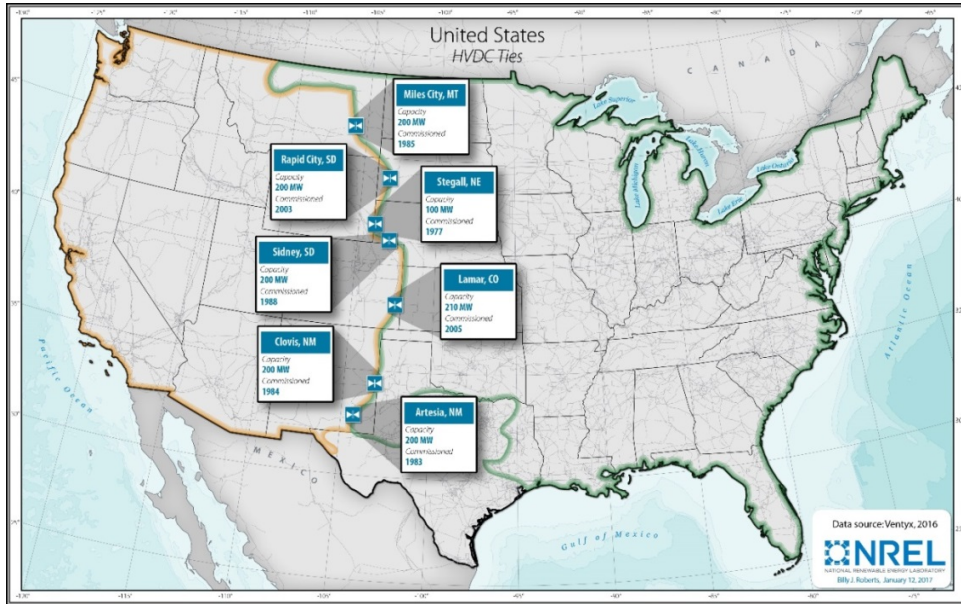 United States
HVDC Ties
CANADA
Lake Superior
Lake Michigan
Lake Huron
Lake Erie
Lake Ontario
Miles City, MT
Capacity
200 MW
Commissioned
1985
Rapid City, SD
Capacity
200 MW
Commissioned
2003
Stegall, NE
Capacity
100 MW
Commissioned
1977
Sidney, SD
Capacity
200 MW
Commissioned
1988
Lamar, CO
Capacity
210 MW
Commissioned
2005
Clovis, NM
Capacity
200 MW
Commissioned
1984
Artesia, NM
Capacity
200 MW
Commissioned
1983
Pacific Ocean
Atlantic Ocean
MEXICO
Gulf of Mexico
Data source: Ventyx, 2016
NREL
NATIONAL RENEWABLE ENERGY LABORATORY
Billy J. Roberts, January 12, 2017